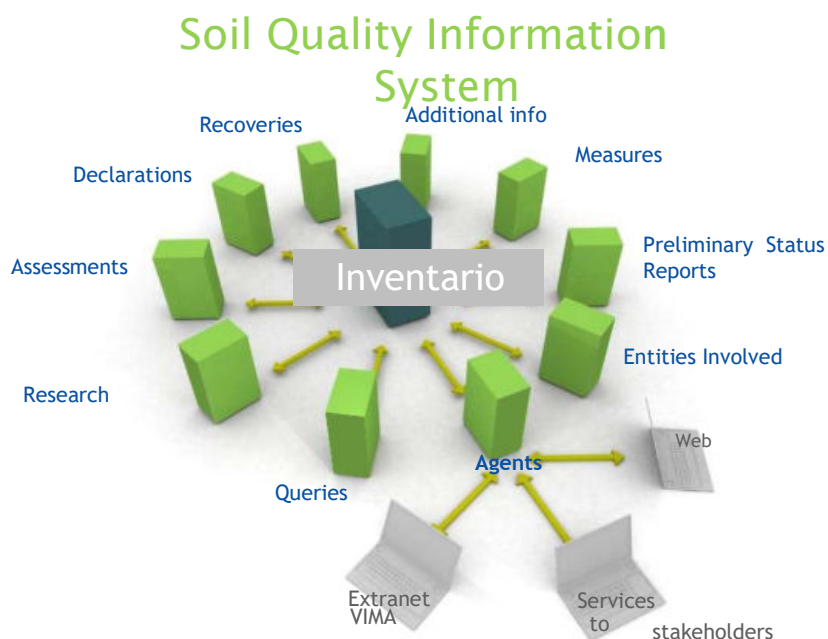 Soil Quality Information
System
Additional info
Recoveries
Measures
Declarations
Preliminary Status
Reports
Assessments
Inventario
Entities Involved
Research
Web
Agents
Queries
Extranet
VIMA
Services
to
stakeholders